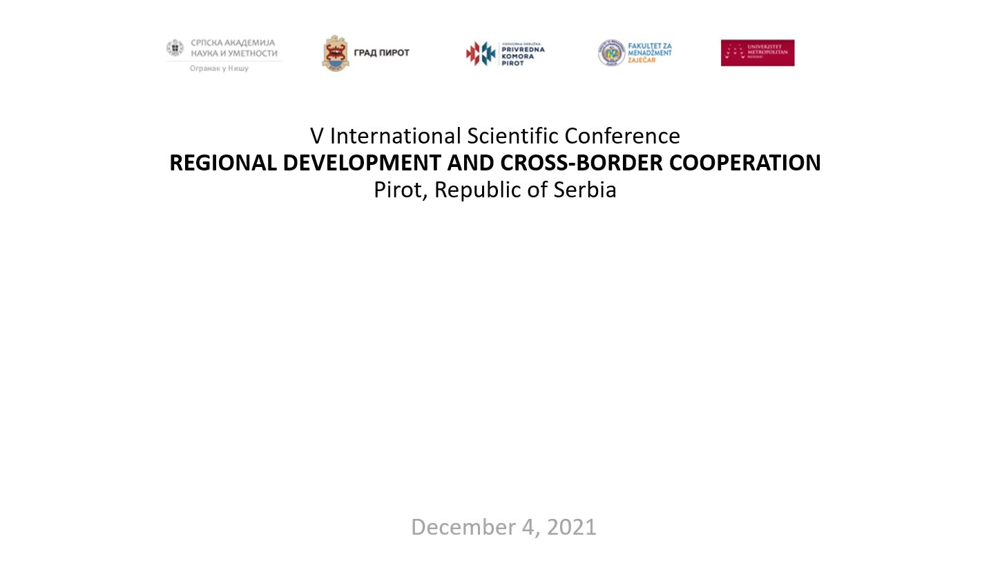 СРПСКА АКАДЕМИЈА
НАУКА И УМЕТНОСТИ
Огранак у Нишу
ГРАД ПИРОТ
PRIVREDNA
KOMORA
PIROT
FAKULTET ZA
MENADŽMENT
ZAJEČAR
UNIVERZITET
METROPOLITAN
V International Scientific Conference
REGIONAL DEVELOPMENT AND CROSS-BORDER COOPERATION
Pirot, Republic of Serbia
December 4, 2021